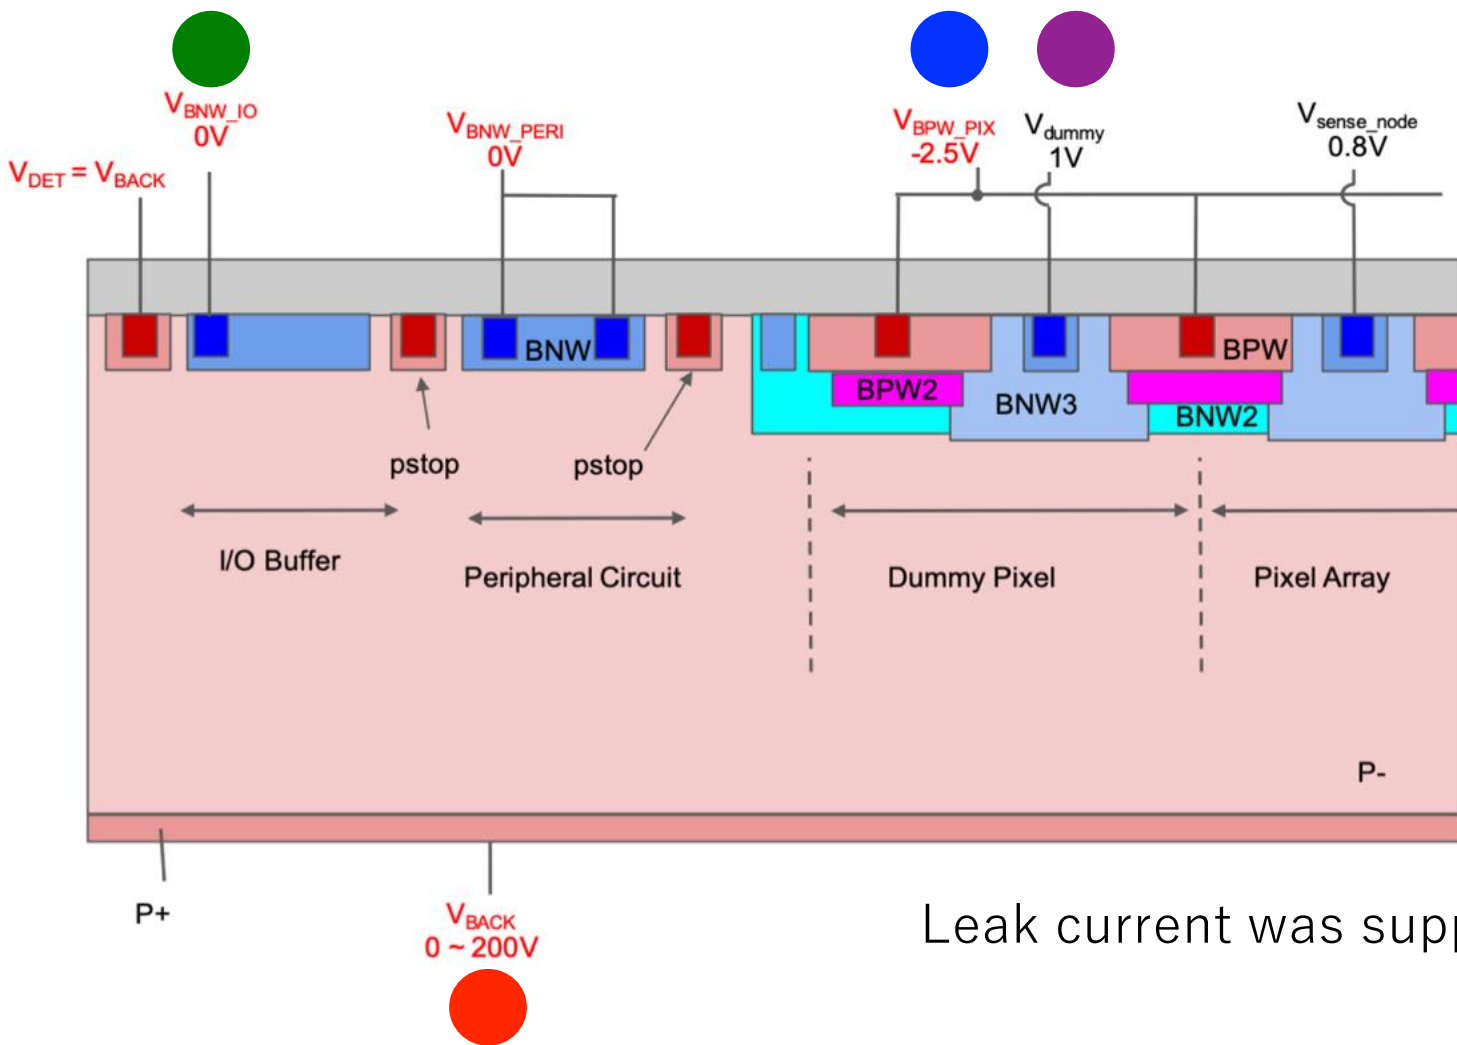 V_BNW_IO
0V
V_BNW_PERI
0V
V_BPW_PIX
-2.5V
V_dummy
1V
V_sense_node
0.8V
V_DET = V_BACK
BNW
BPW
BPW2
BNW3
BNW2
pstop
pstop
I/O Buffer
Peripheral Circuit
Dummy Pixel
Pixel Array
P-
P+
V_BACK
0 ~ 200V
Leak current was supp